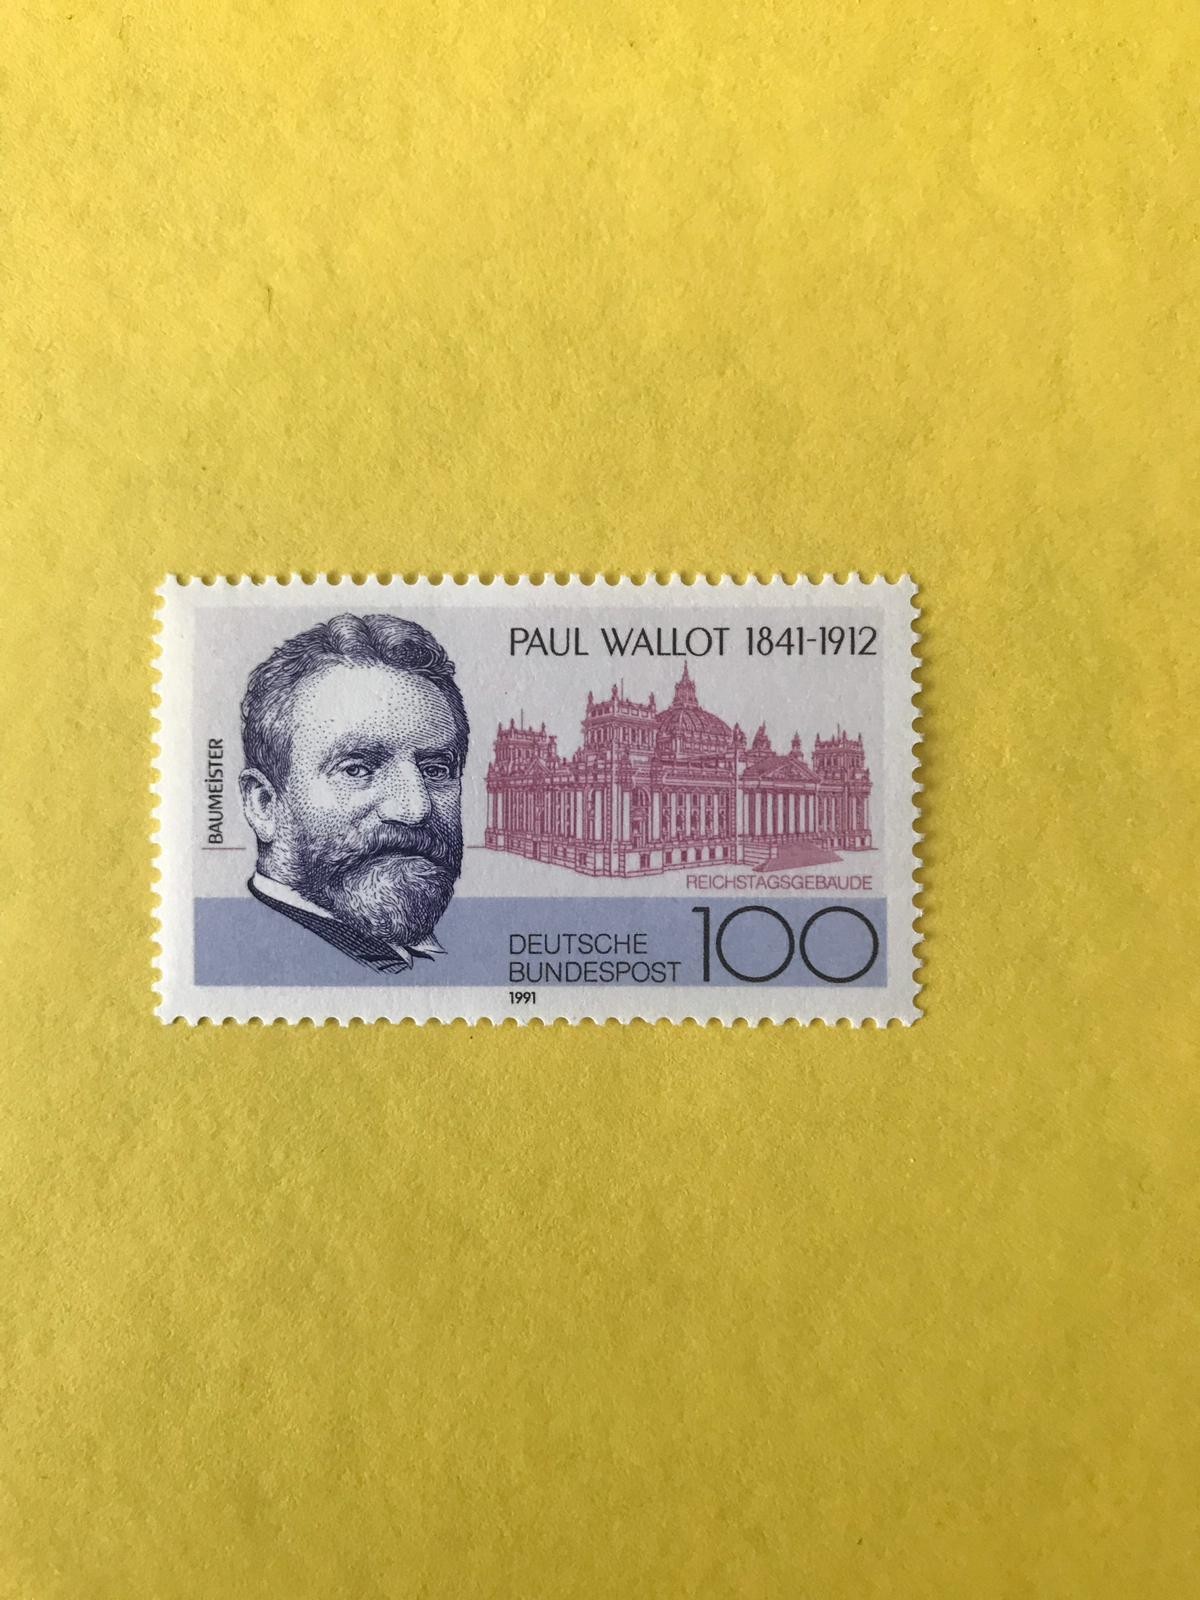 PAUL WALLOT 1841-1912
BAUMEISTER
REICHSTAGSGEBÄUDE
DEUTSCHE
BUNDESPOST
100
1991